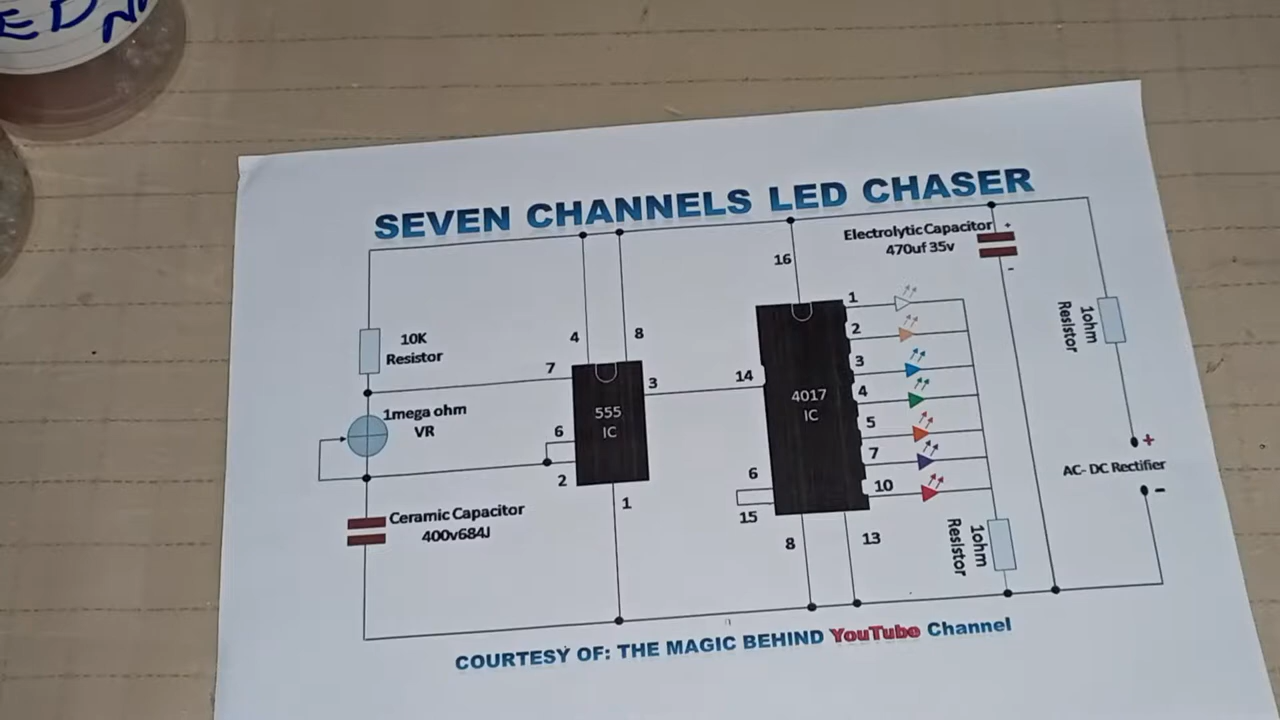 SEVEN CHANNELS LED CHASER
Electrolytic Capacitor
470uf 35v
+
-
16
10K
Resistor
4
8
7
3
14
1mega ohm
VR
6
2
555
IC
1
4017
IC
1
2
3
4
5
7
10
6
15
8
13
1ohm
Resistor
+
AC- DC Rectifier
-
1ohm
Resistor
Ceramic Capacitor
400v684J
COURTESY OF: THE MAGIC BEHIND YouTube Channel